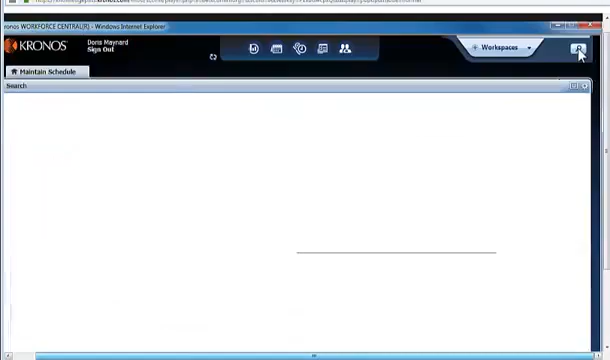 Kronos WORKFORCE CENTRAL(R) - Windows Internet Explorer
KRONOS
Doris Maynard
Sign Out
Workspaces
Maintain Schedule
Search